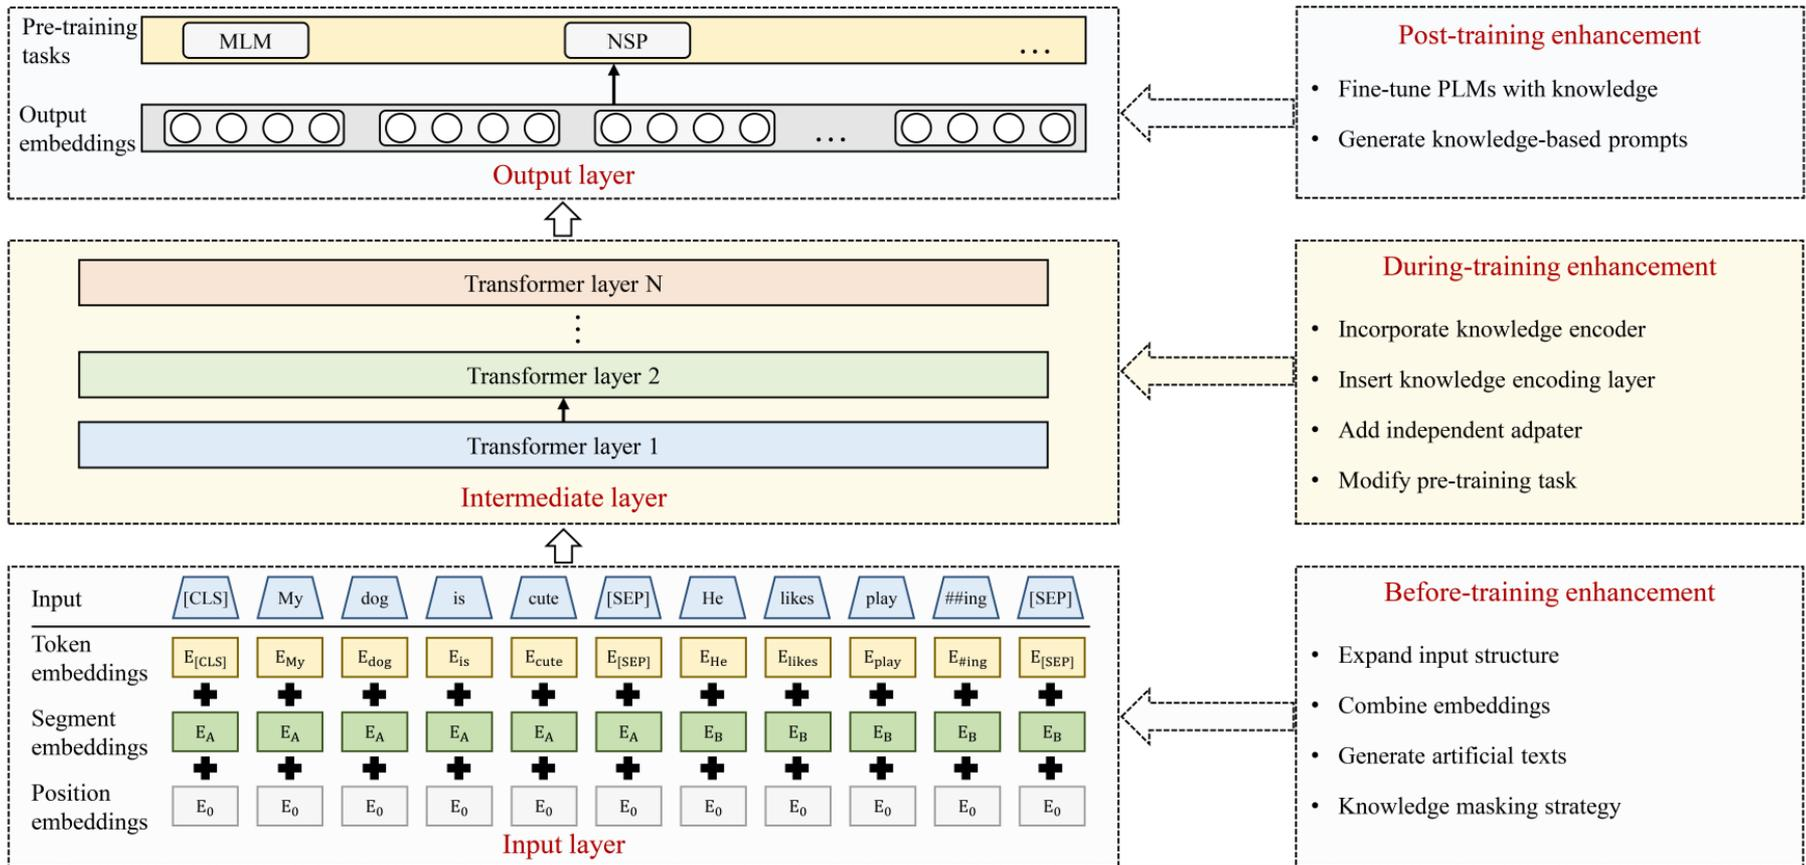 Pre-training
tasks
MLM
NSP
...
Output
embeddings
...
Output layer
Post-training enhancement
• Fine-tune PLMs with knowledge
• Generate knowledge-based prompts
Transformer layer N
⋮
Transformer layer 2
Transformer layer 1
Intermediate layer
During-training enhancement
• Incorporate knowledge encoder
• Insert knowledge encoding layer
• Add independent adpater
• Modify pre-training task
Input [CLS] My dog is cute [SEP] He likes play ##ing [SEP]
Token
embeddings
E[CLS] EMy Edog Eis Ecute E[SEP] EHe Elikes Eplay E#ing E[SEP]
Segment
embeddings
EA EA EA EA EA EA EB EB EB EB EB
Position
embeddings
E0 E0 E0 E0 E0 E0 E0 E0 E0 E0 E0
Input layer
Before-training enhancement
• Expand input structure
• Combine embeddings
• Generate artificial texts
• Knowledge masking strategy